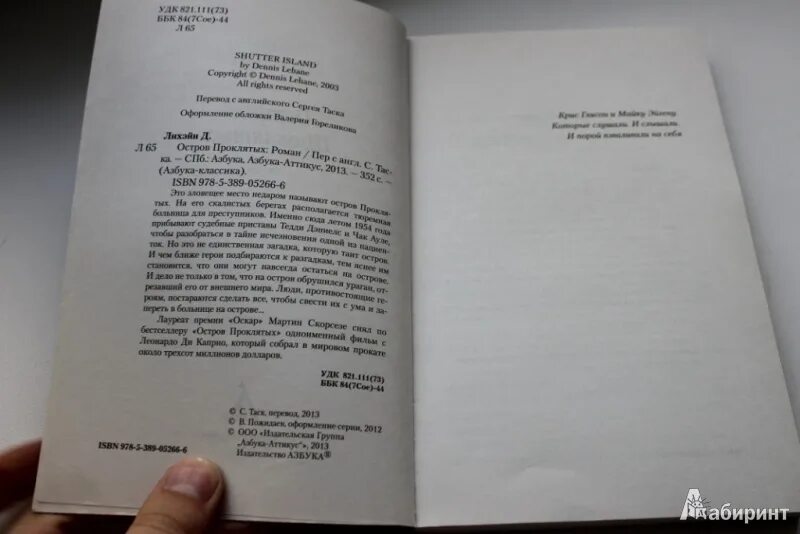 УДК 821.111(73)
ББК 84(7Сое)-44
Л 65
SHUTTER ISLAND
by Dennis Lehane
Copyright © Dennis Lehane, 2003
All rights reserved
Перевод с английского Сергея Таска
Оформление обложки Валерия Гореликова
Лихэйн Д.
Л 65 Остров Проклятых: Роман / Пер с англ. С. Тас-
ка. — СПб.: Азбука, Азбука-Аттикус, 2013. — 352 с. —
(Азбука-классика).
ISBN 978-5-389-05266-6
Это зловещее место недаром называют остров Прокля-
тых. На его скалистых берегах располагается тюремная
больница для преступников. Именно сюда летом 1954 года
прибывают судебные приставы Тедди Дэниелс и ЧакАуле,
чтобы разобраться в тайне исчезновения одной из пациен-
ток. Но это не единственная загадка, которую таит остров.
И чем ближе герои подбираются к разгадкам, тем яснее им
становится, что они могут навсегда остаться на острове.
И дело не только в том, что на остров обрушился ураган, от-
резавший его от внешнего мира. Люди, противостоящие ге-
роям, постараются сделать все, чтобы свести их с ума и за-
переть в больнице на острове...
Лауреат премии «Оскар» Мартин Скорсезе снял по
бестселлеру «Остров Проклятых» одноименный фильм с
Леонардо Ди Каприо, который собрал в мировом прокате
около трехсот миллионов долларов.
УДК 821.111(73)
ББК 84(7Сое)-44
© С. Таск, перевод, 2013
© В. Пожидаев, оформление серии, 2012
© ООО «Издательская Группа
„Азбука-Аттикус“», 2013
Издательство АЗБУКА®
ISBN 978-5-389-05266-6
Крис Глисон и Майку Эйгену.
Которые слушали. И слышали.
И порой взваливали на себя
Лабиринт